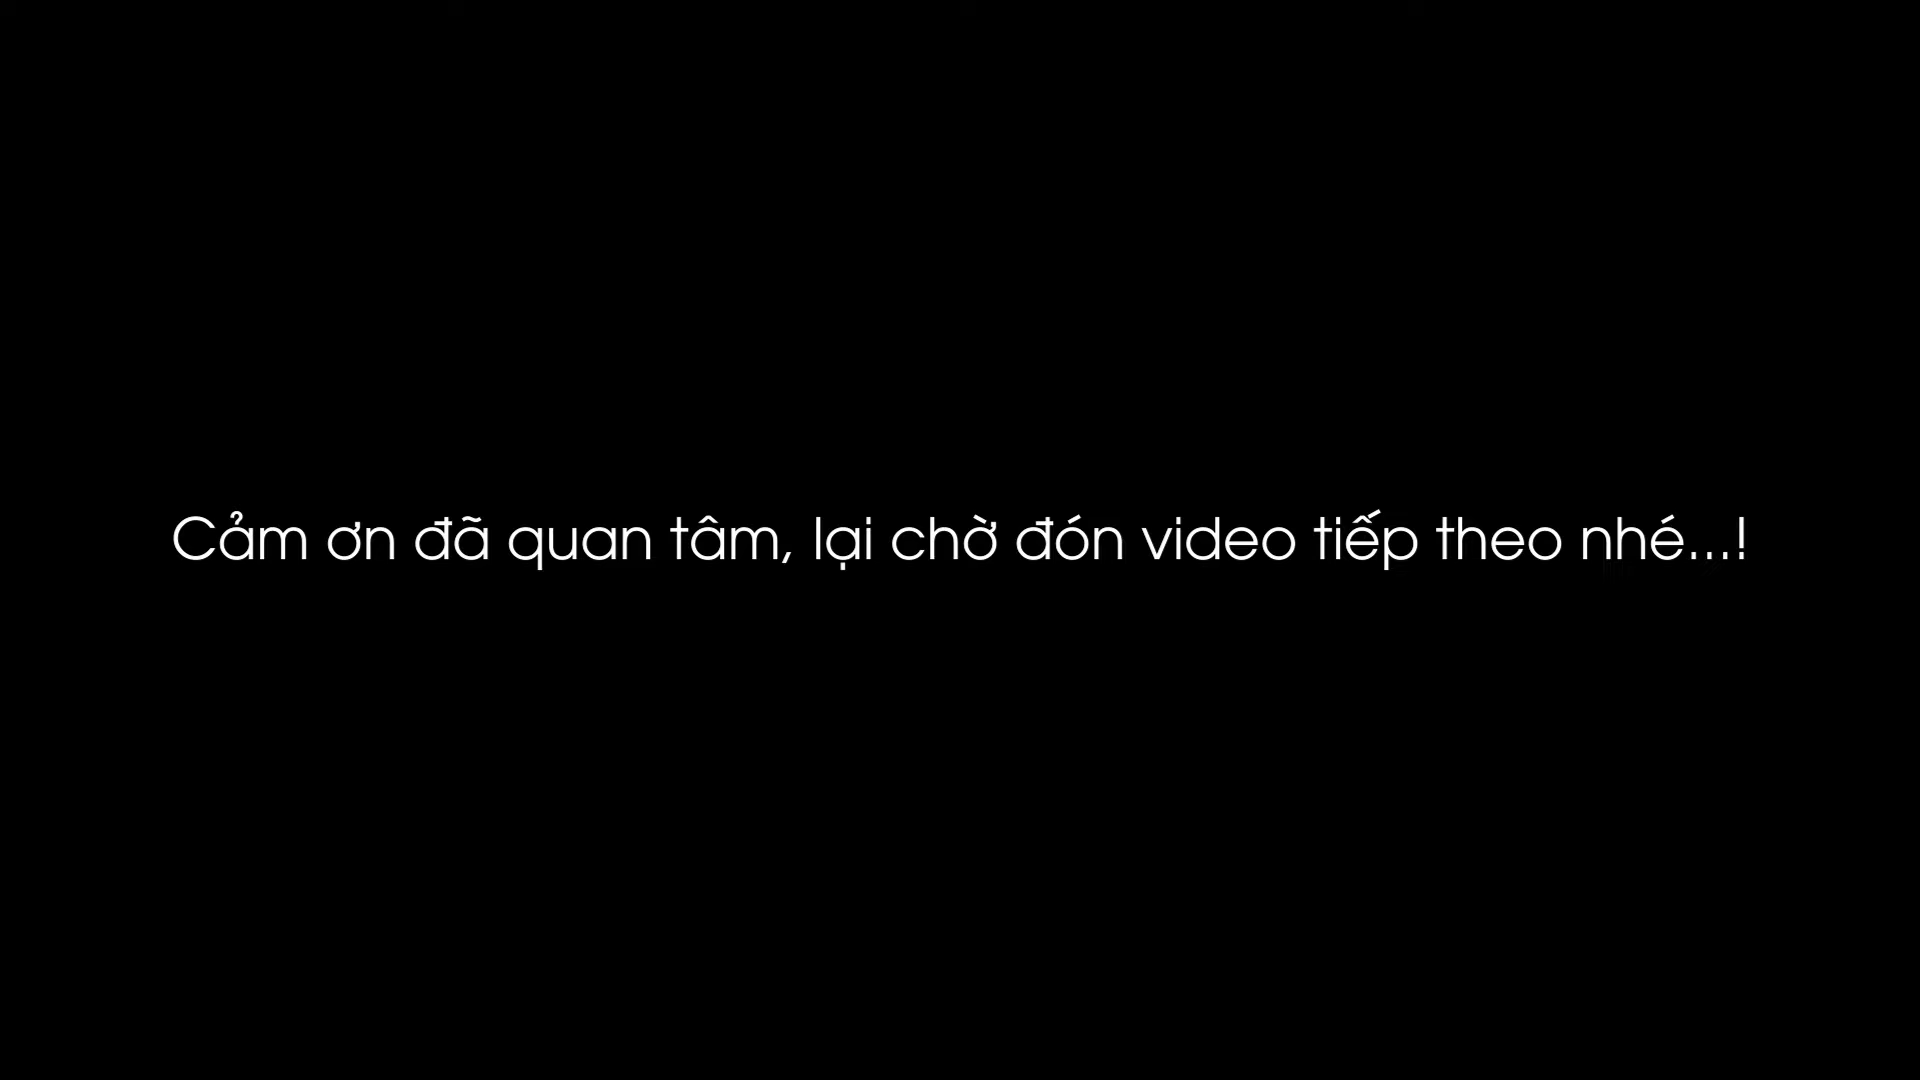 Cảm ơn đã quan tâm, lại chờ đón video tiếp theo nhé...!